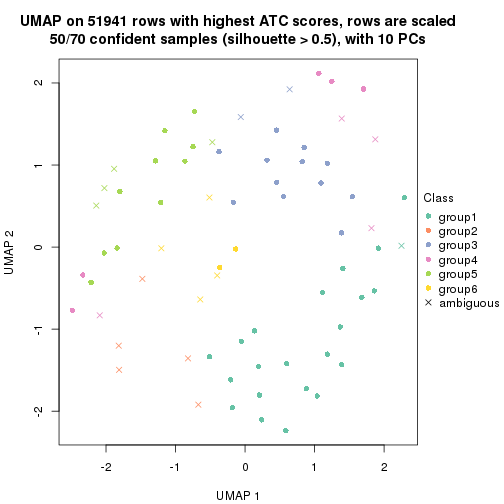 UMAP on 51941 rows with highest ATC scores, rows are scaled
50/70 confident samples (silhouette > 0.5), with 10 PCs
2
1
0
-1
-2
UMAP 2
-2
-1
0
1
2
UMAP 1
Class
group1
group2
group3
group4
group5
group6
ambiguous